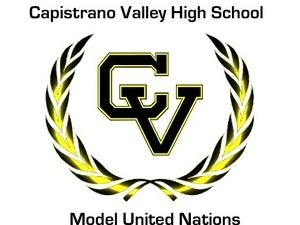 Capistrano Valley High School
CV
Model United Nations